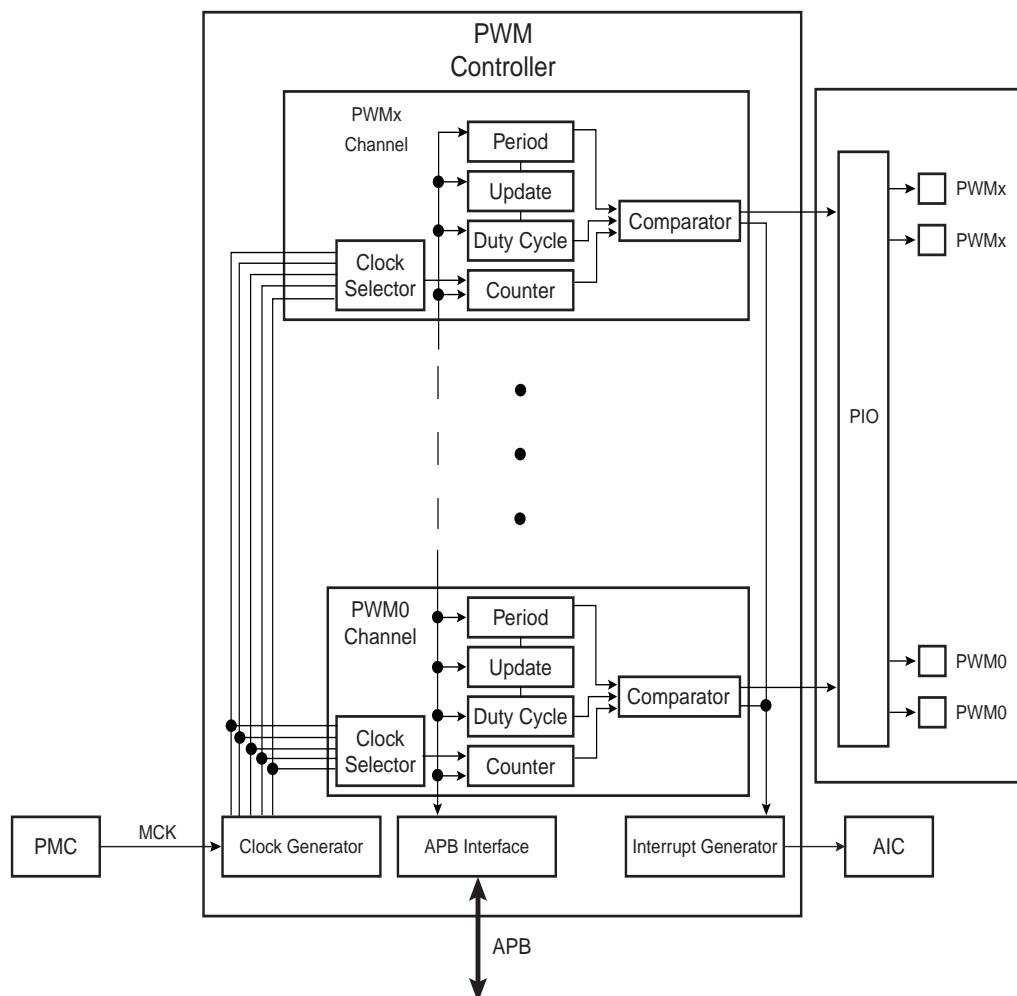 PWM
Controller
PWMx
Channel
Period
Update
Duty Cycle
Counter
Clock
Selector
Comparator
PIO
PWMx
PWMx
PWM0
Channel
Period
Update
Duty Cycle
Counter
Clock
Selector
Comparator
PWM0
PWM0
PMC
MCK
Clock Generator
APB Interface
Interrupt Generator
AIC
APB